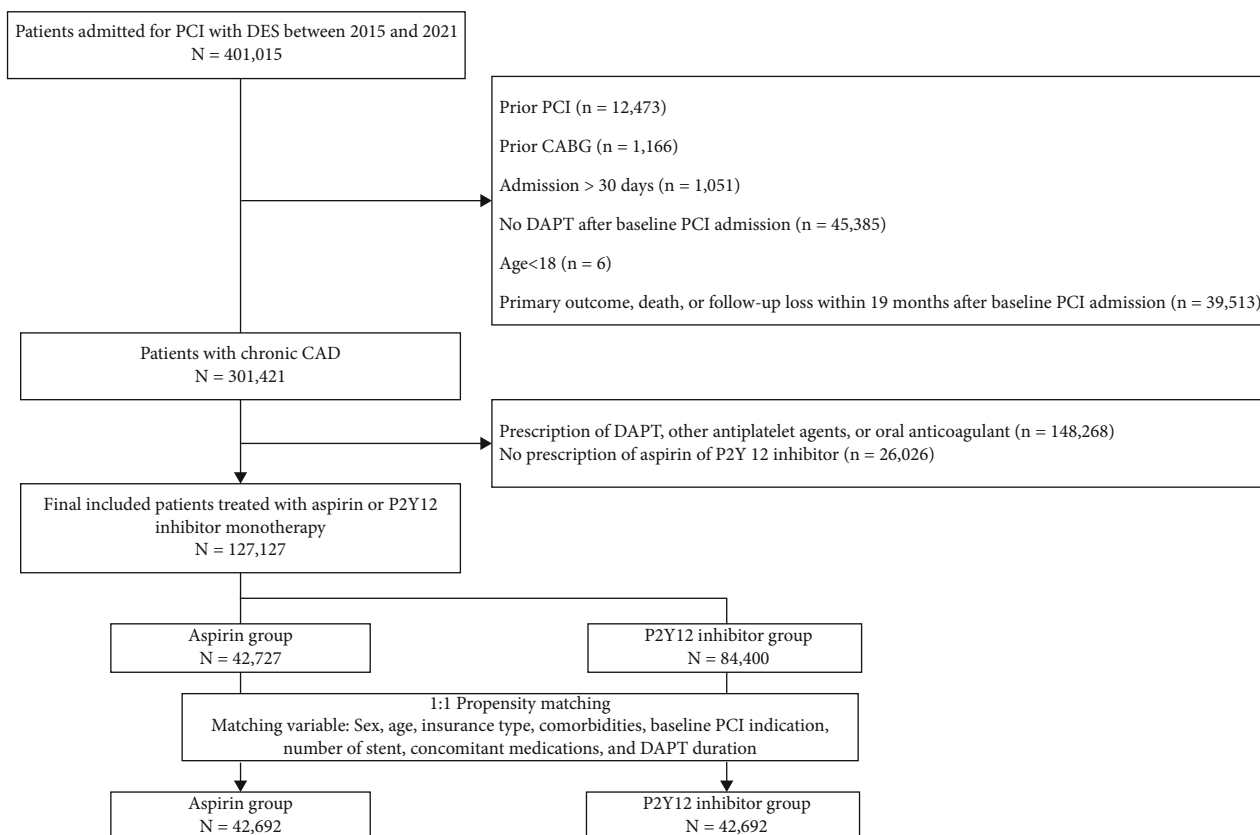 Patients admitted for PCI with DES between 2015 and 2021
N = 401,015
Prior PCI (n = 12,473)
Prior CABG (n = 1,166)
Admission > 30 days (n = 1,051)
No DAPT after baseline PCI admission (n = 45,385)
Age<18 (n = 6)
Primary outcome, death, or follow-up loss within 19 months after baseline PCI admission (n = 39,513)
Patients with chronic CAD
N = 301,421
Prescription of DAPT, other antiplatelet agents, or oral anticoagulant (n = 148,268)
No prescription of aspirin of P2Y 12 inhibitor (n = 26,026)
Final included patients treated with aspirin or P2Y12
inhibitor monotherapy
N = 127,127
Aspirin group
N = 42,727
P2Y12 inhibitor group
N = 84,400
1:1 Propensity matching
Matching variable: Sex, age, insurance type, comorbidities, baseline PCI indication,
number of stent, concomitant medications, and DAPT duration
Aspirin group
N = 42,692
P2Y12 inhibitor group
N = 42,692